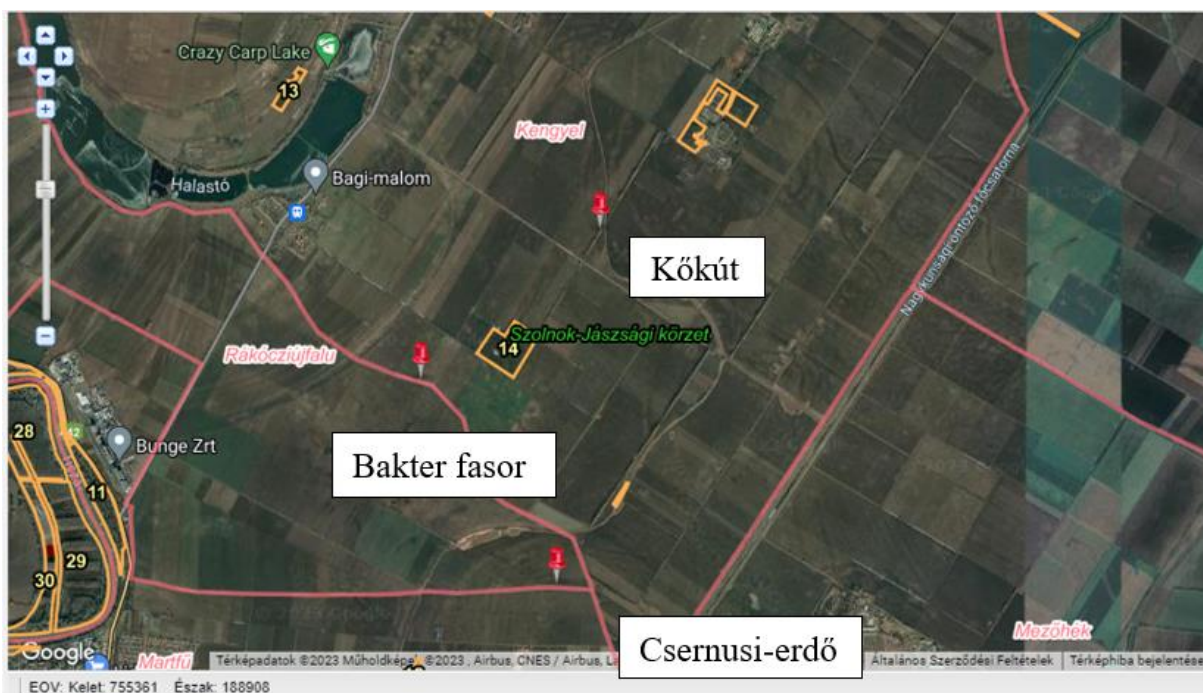 Crazy Carp Lake
13
Kengyel
Halastó
Bagi-malom
Nagykunsági öntöző főcsatorna
Kőkút
Szolnok-Jászsági körzet
14
Rákócziújfalu
28
42
Bunge Zrt
Bakter fasor
11
29
30
Csernusi-erdő
Mezőhék
Google
Martfű
Térképadatok ©2023 Műholdképek ©2023 , Airbus, CNES / Airbus,
Általános Szerződési Feltételek
Térképhiba bejelentése
EOV: Kelet: 755361 Észak: 188908